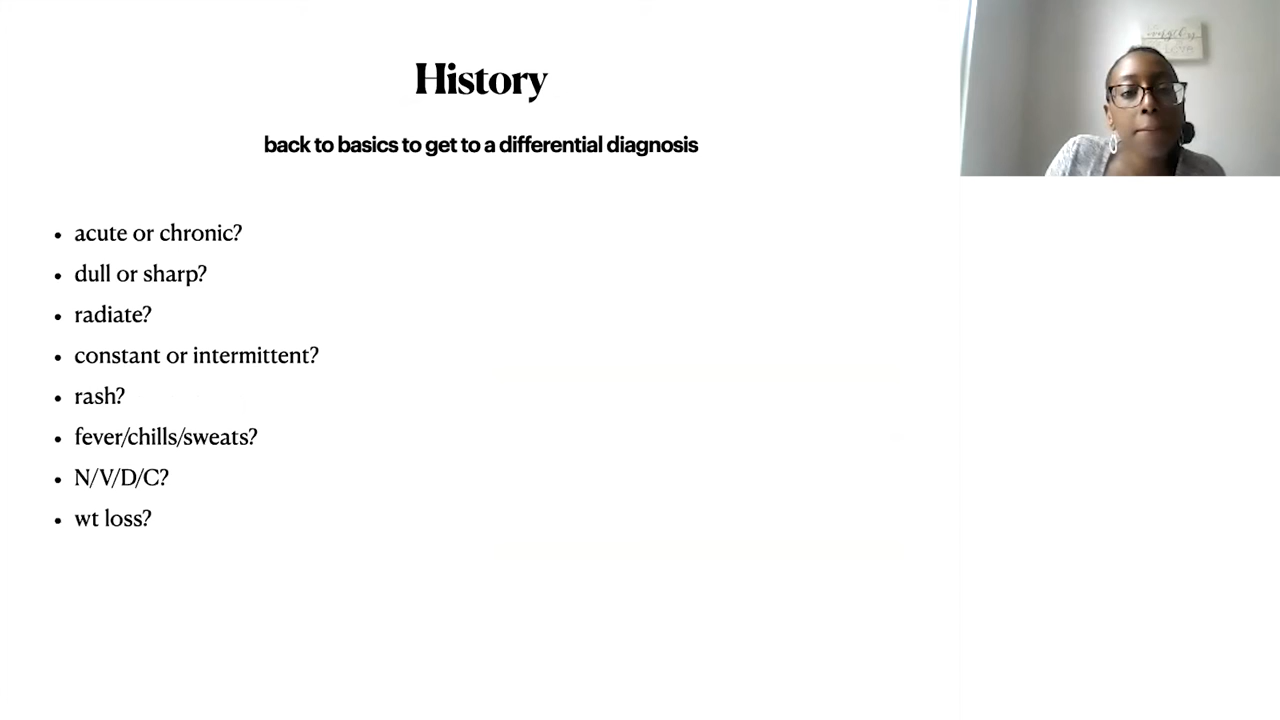 History
back to basics to get to a differential diagnosis
• acute or chronic?
• dull or sharp?
• radiate?
• constant or intermittent?
• rash?
• fever/chills/sweats?
• N/V/D/C?
• wt loss?